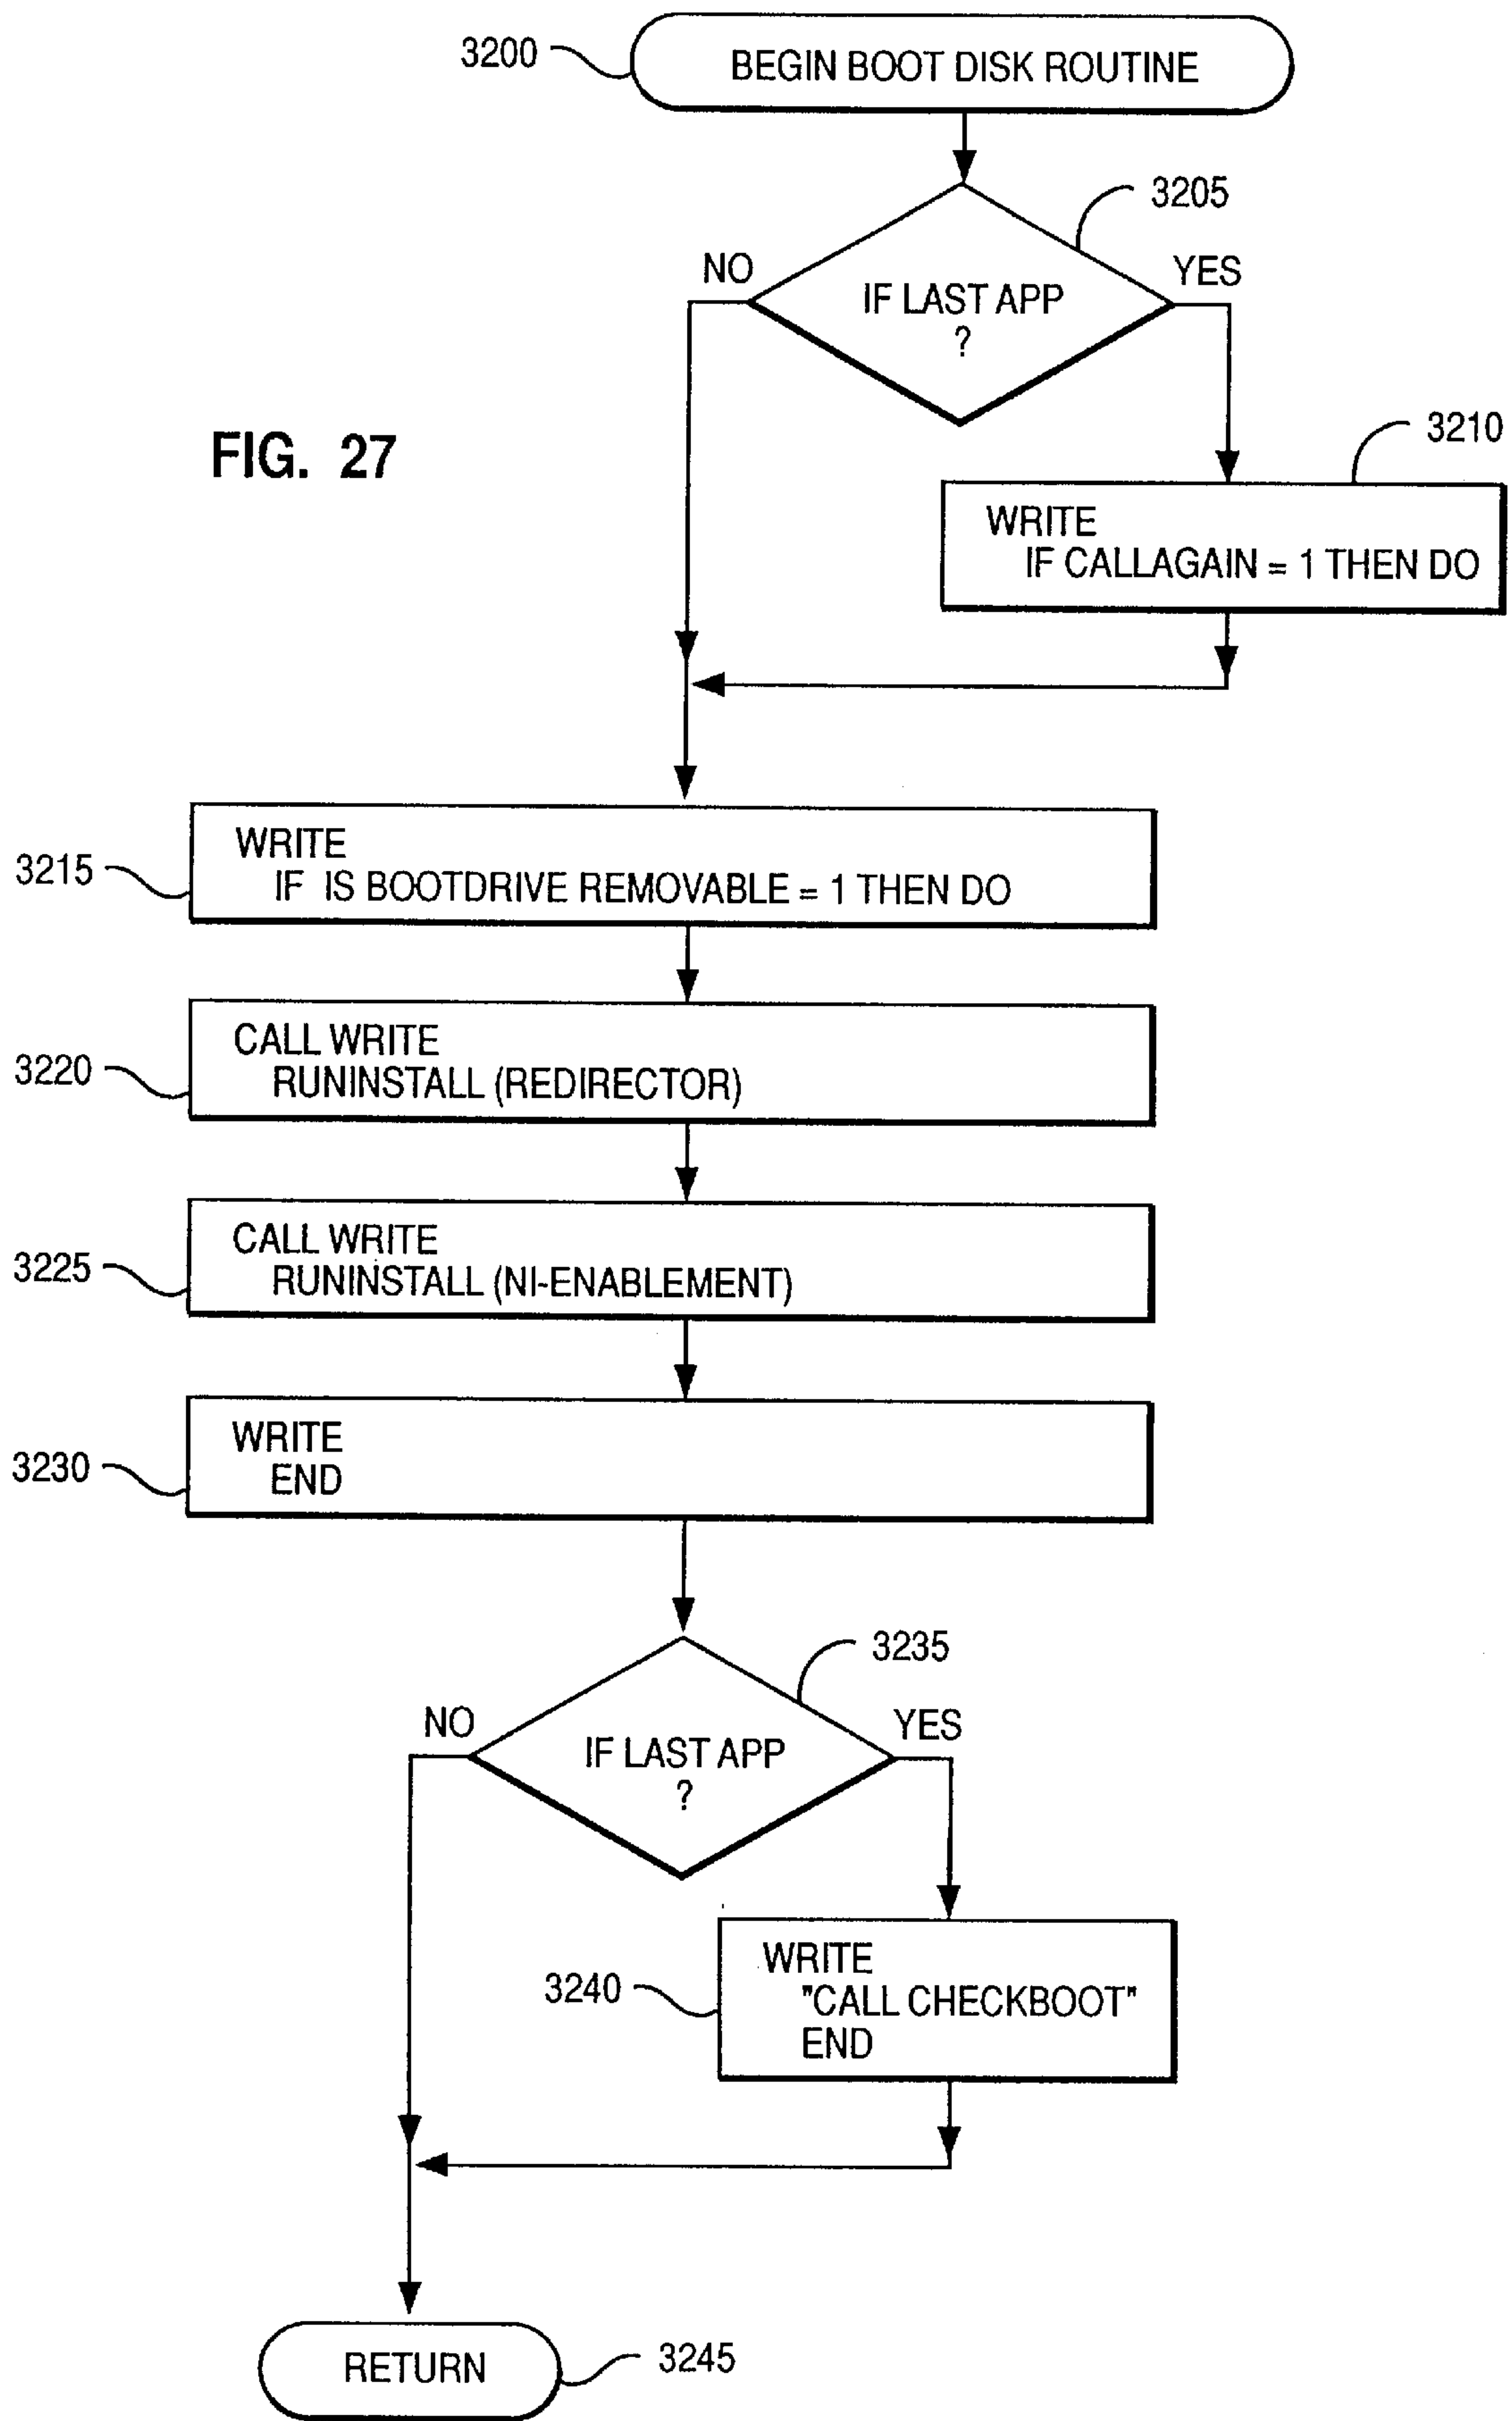 3200
BEGIN BOOT DISK ROUTINE
3205
NO
YES
IF LAST APP
?
FIG. 27
3210
WRITE
IF CALLAGAIN = 1 THEN DO
3215
WRITE
IF IS BOOTDRIVE REMOVABLE = 1 THEN DO
3220
CALL WRITE
RUNINSTALL (REDIRECTOR)
3225
CALL WRITE
RUNINSTALL (NI-ENABLEMENT)
3230
WRITE
END
3235
NO
YES
IF LAST APP
?
3240
WRITE
"CALL CHECKBOOT"
END
RETURN
3245